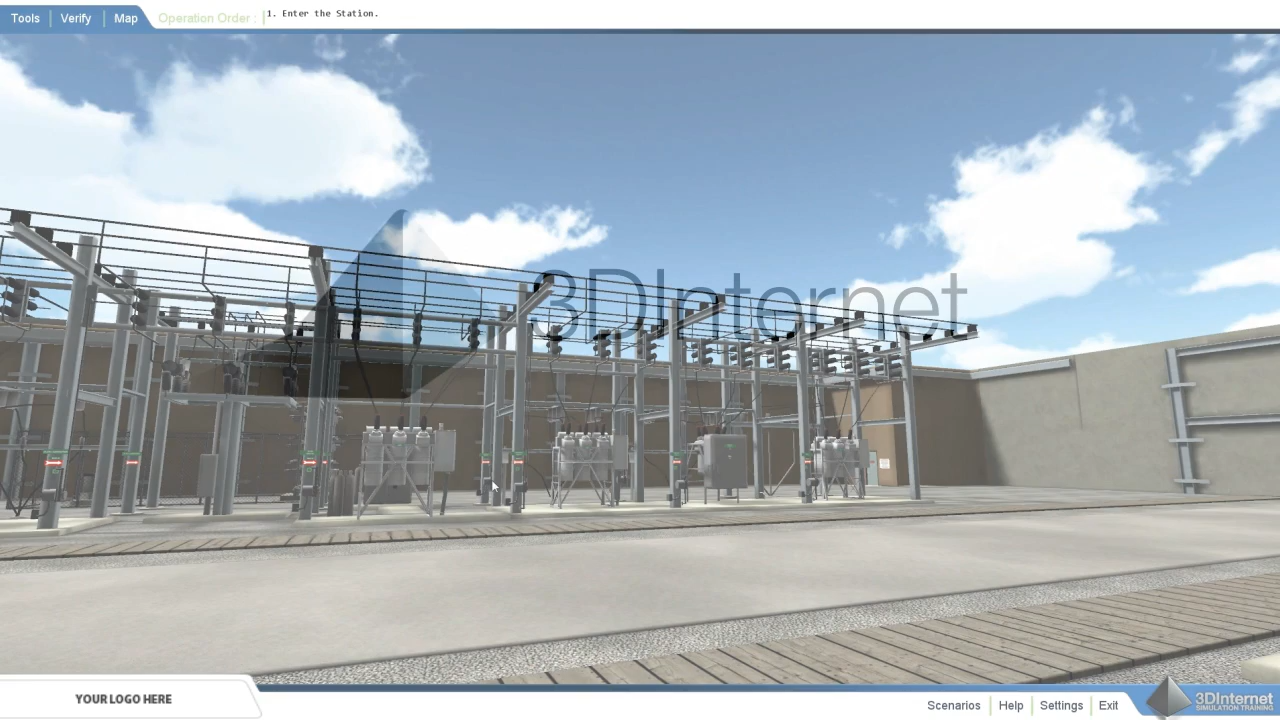 Tools
Verify
Map
Operation Order :
1. Enter the Station.
3DInternet
YOUR LOGO HERE
Scenarios
Help
Settings
Exit
3DInternet
SIMULATION TRAINING